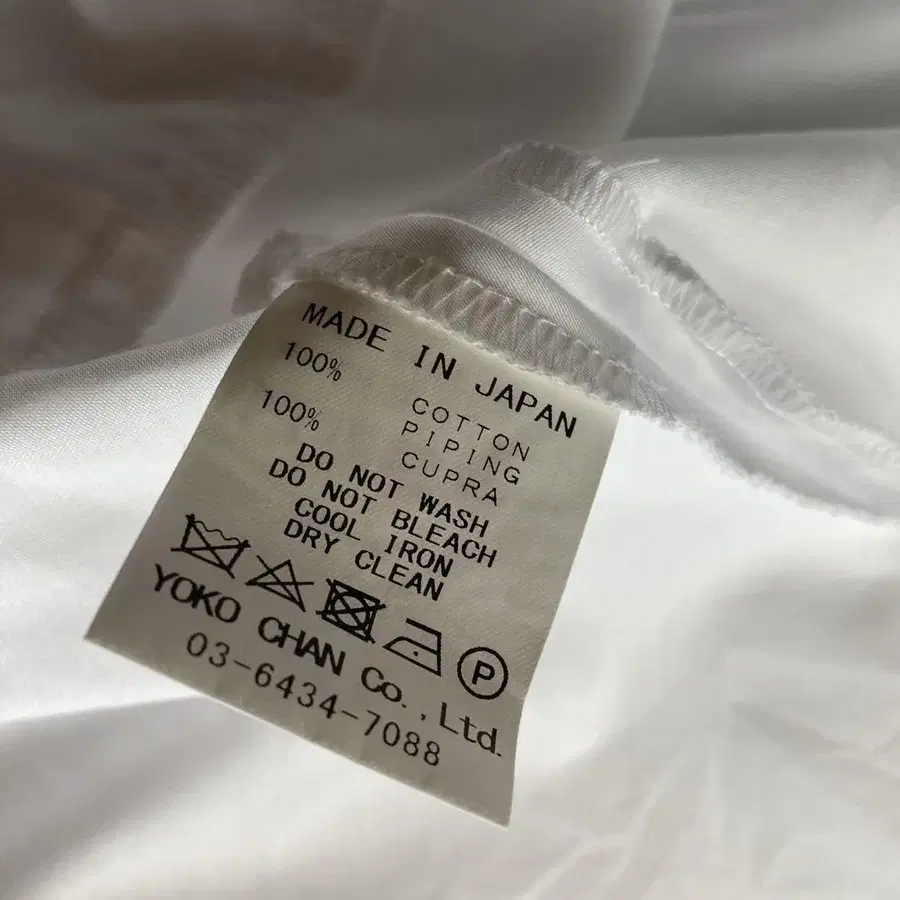 MADE IN JAPAN
100% COTTON
PIPING
100% CUPRA
DO NOT WASH
DO NOT BLEACH
COOL IRON
DRY CLEAN
P
YOKO CHAN Co., Ltd.
03-6434-7088